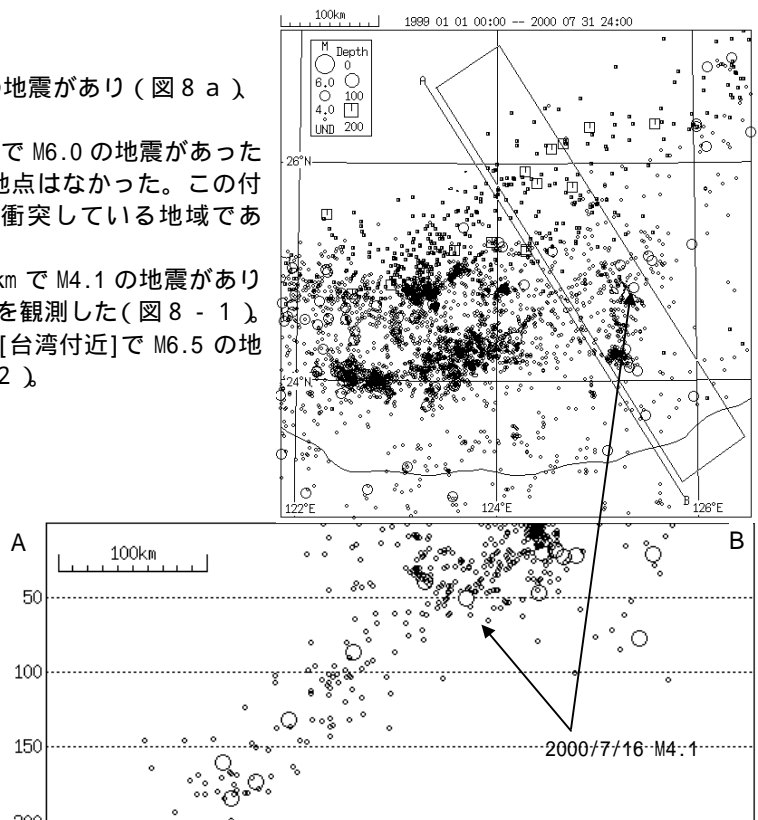 の地震があり（図８ａ）、
で M6.0 の地震があった
地点はなかった。この付
衝突している地域であ
km で M4.1 の地震があり
を観測した（図８‐１）。
[台湾付近]で M6.5 の地
２）。
100km
1999 01 01 00:00 -- 2000 07 31 24:00
M Depth
0
6.0
100
4.0
UND 200
A
26°N
24°N
122°E 124°E 126°E
B
A B
100km
50
100
150
2000/7/16 M4.1
200